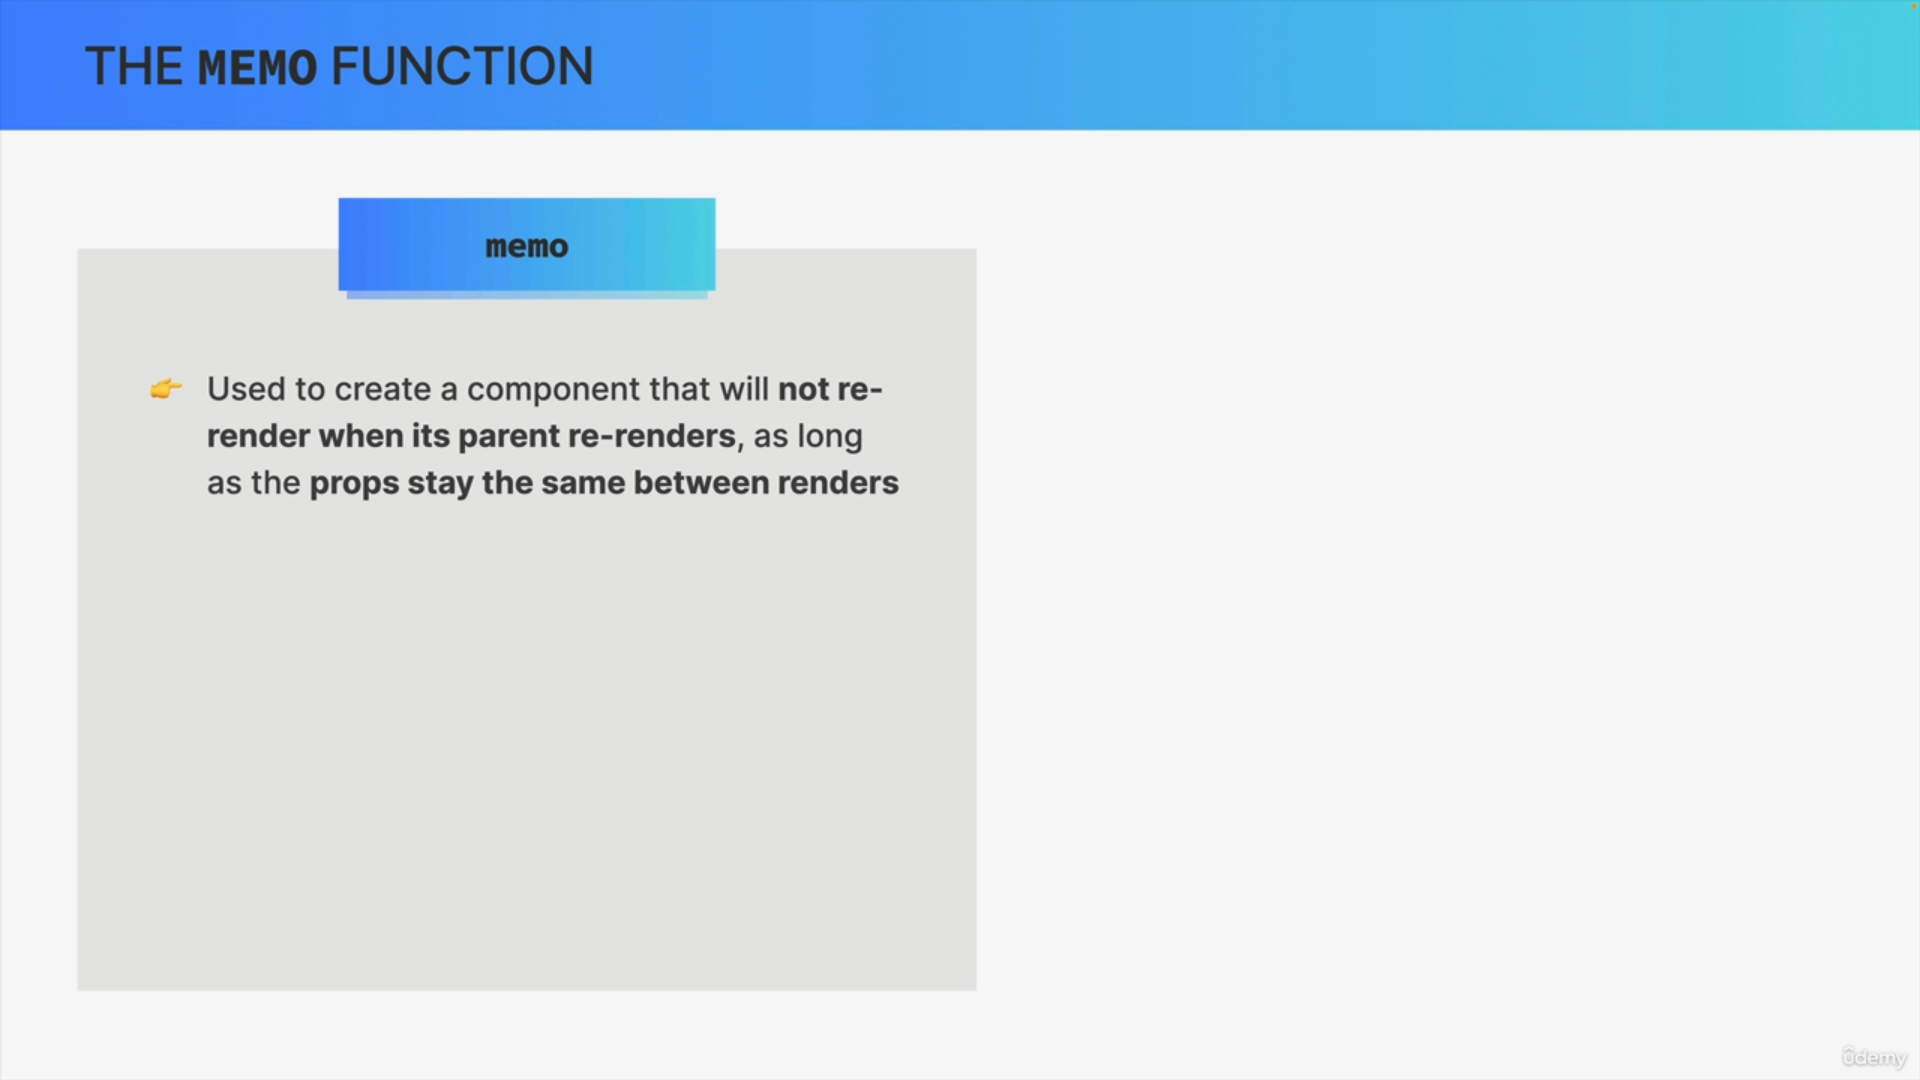 THE MEMO FUNCTION
memo
👉 Used to create a component that will not re-
render when its parent re-renders, as long
as the props stay the same between renders
ûdemy